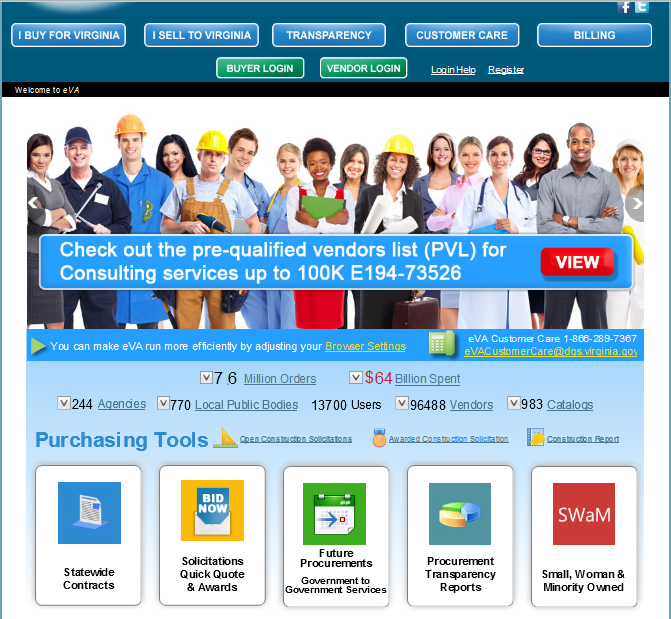 I BUY FOR VIRGINIA
I SELL TO VIRGINIA
TRANSPARENCY
CUSTOMER CARE
BILLING
BUYER LOGIN
VENDOR LOGIN
Login Help
Register
Welcome to eVA
Check out the pre-qualified vendors list (PVL) for
Consulting services up to 100K E194-73526
VIEW
You can make eVA run more efficiently by adjusting your Browser Settings
eVA Customer Care 1-866-289-7367
eVACustomerCare@dgs.virginia.gov
7.6 Million Orders
$64 Billion Spent
244 Agencies
770 Local Public Bodies
13700 Users
96488 Vendors
983 Catalogs
Purchasing Tools
Open Construction Solicitations
Awarded Construction Solicitation
Construction Report
Statewide
Contracts
BID
NOW
Solicitations
Quick Quote
& Awards
Future
Procurements
Government to
Government Services
Procurement
Transparency
Reports
SWaM
Small, Woman &
Minority Owned